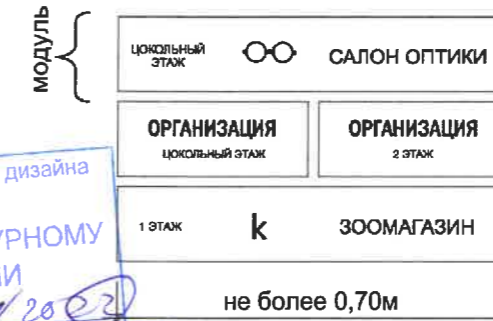 МОДУЛЬ
ЦОКОЛЬНЫЙ
ЭТАЖ
САЛОН ОПТИКИ
ОРГАНИЗАЦИЯ
ЦОКОЛЬНЫЙ ЭТАЖ
ОРГАНИЗАЦИЯ
2 ЭТАЖ
дизайна
1 ЭТАЖ
k
ЗООМАГАЗИН
не более 0,70м